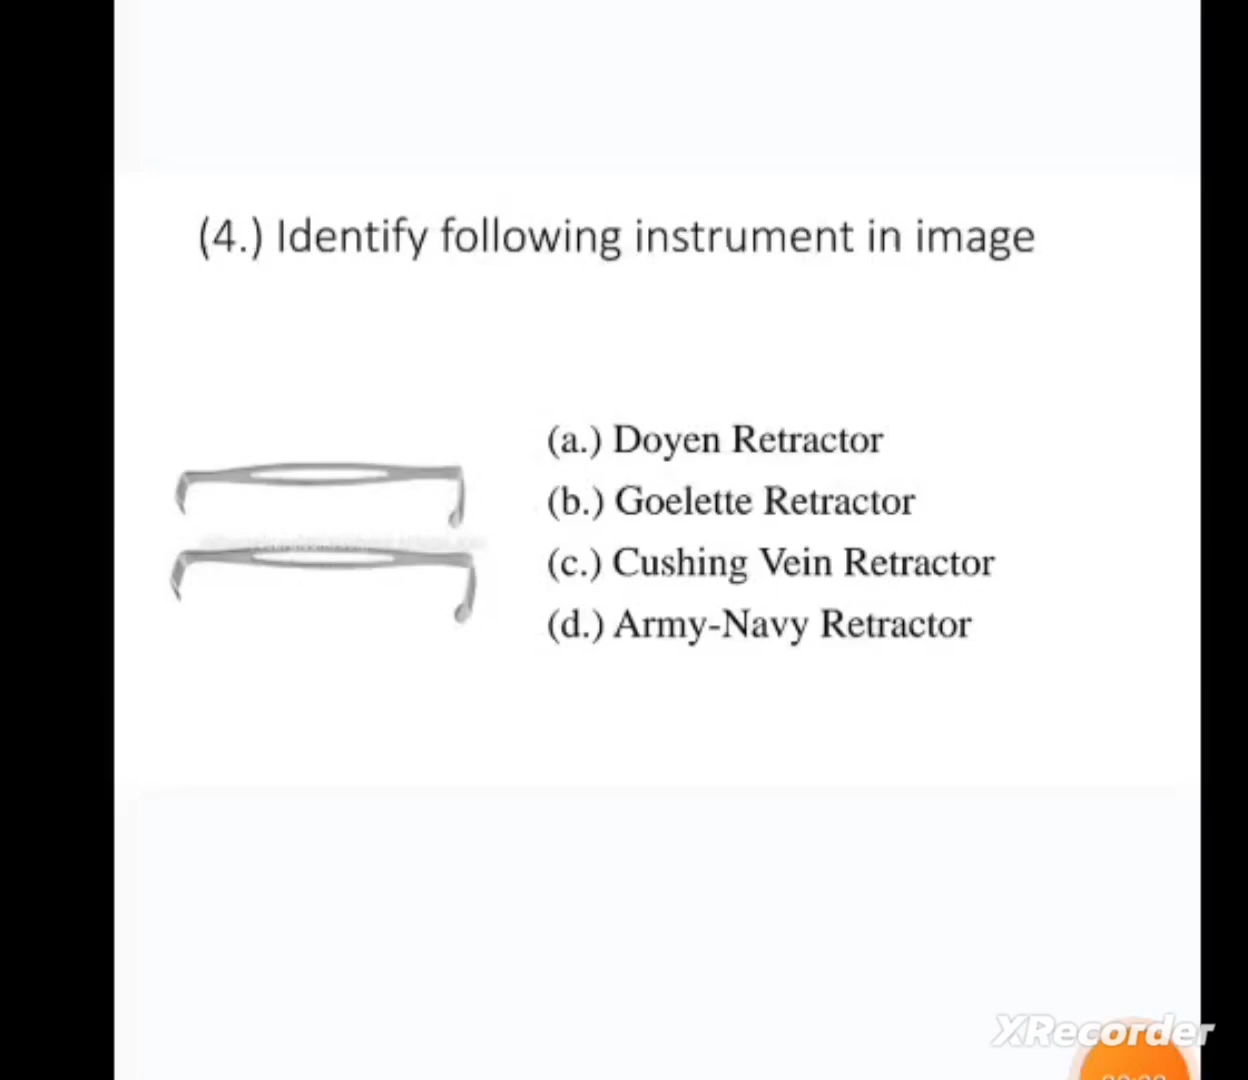 (4.) Identify following instrument in image
(a.) Doyen Retractor
(b.) Goelette Retractor
(c.) Cushing Vein Retractor
(d.) Army-Navy Retractor
XRecorder